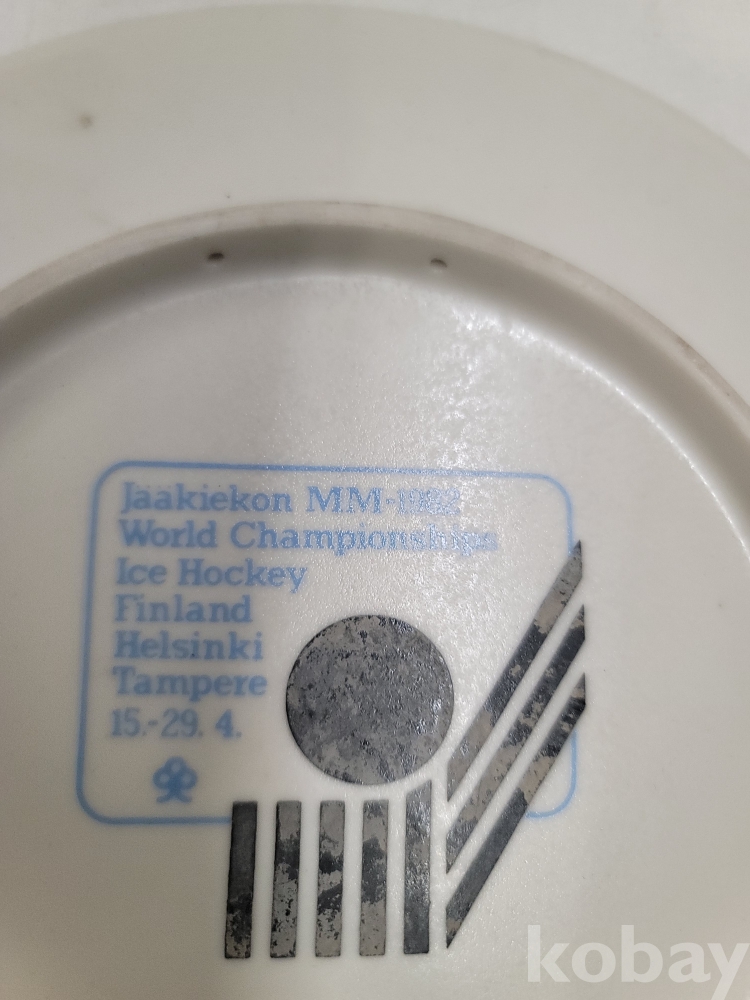 Jääkiekon MM-1982
World Championships
Ice Hockey
Finland
Helsinki
Tampere
15.-29. 4.
kobay